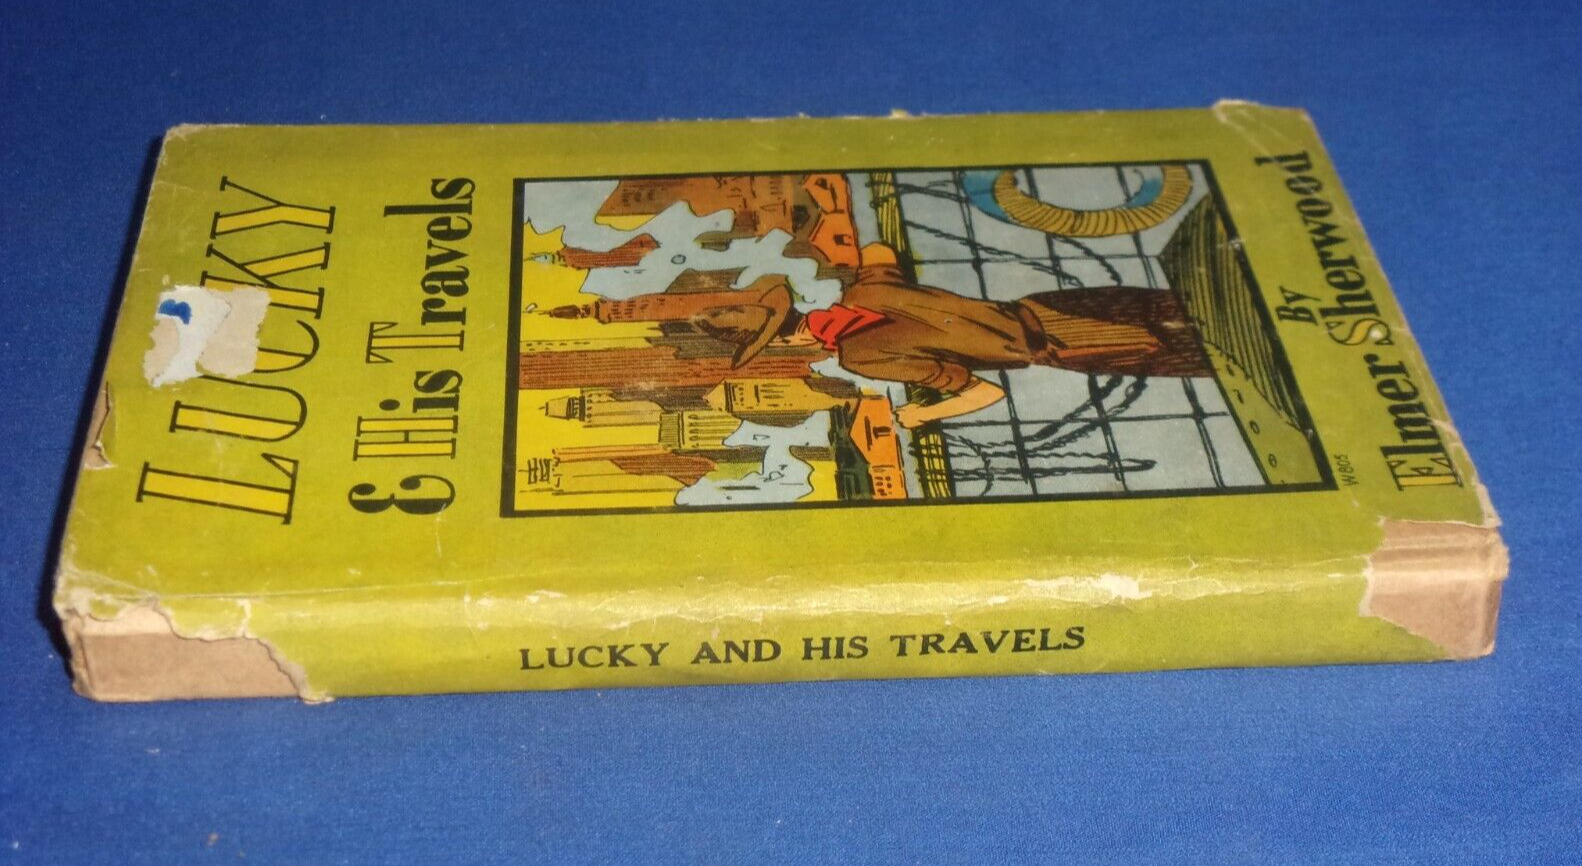 LUCKY
& His Travels
W805
By
Elmer Sherwood
LUCKY AND HIS TRAVELS